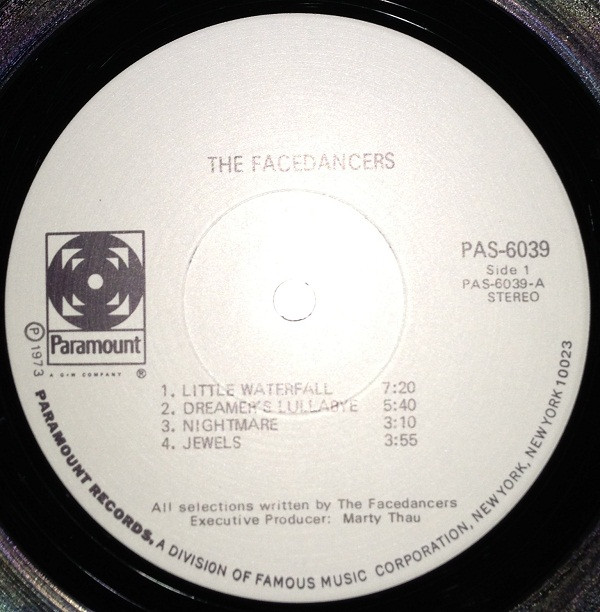 THE FACEDANCERS
PAS-6039
Side 1
PAS-6039-A
STEREO
Paramount
A G+W COMPANY ®
Ⓟ 1973
1. LITTLE WATERFALL 7:20
2. DREAMER'S LULLABYE 5:40
3. NIGHTMARE 3:10
4. JEWELS 3:55
All selections written by The Facedancers
Executive Producer: Marty Thau
PARAMOUNT RECORDS, A DIVISION OF FAMOUS MUSIC CORPORATION, NEW YORK, NEW YORK 10023